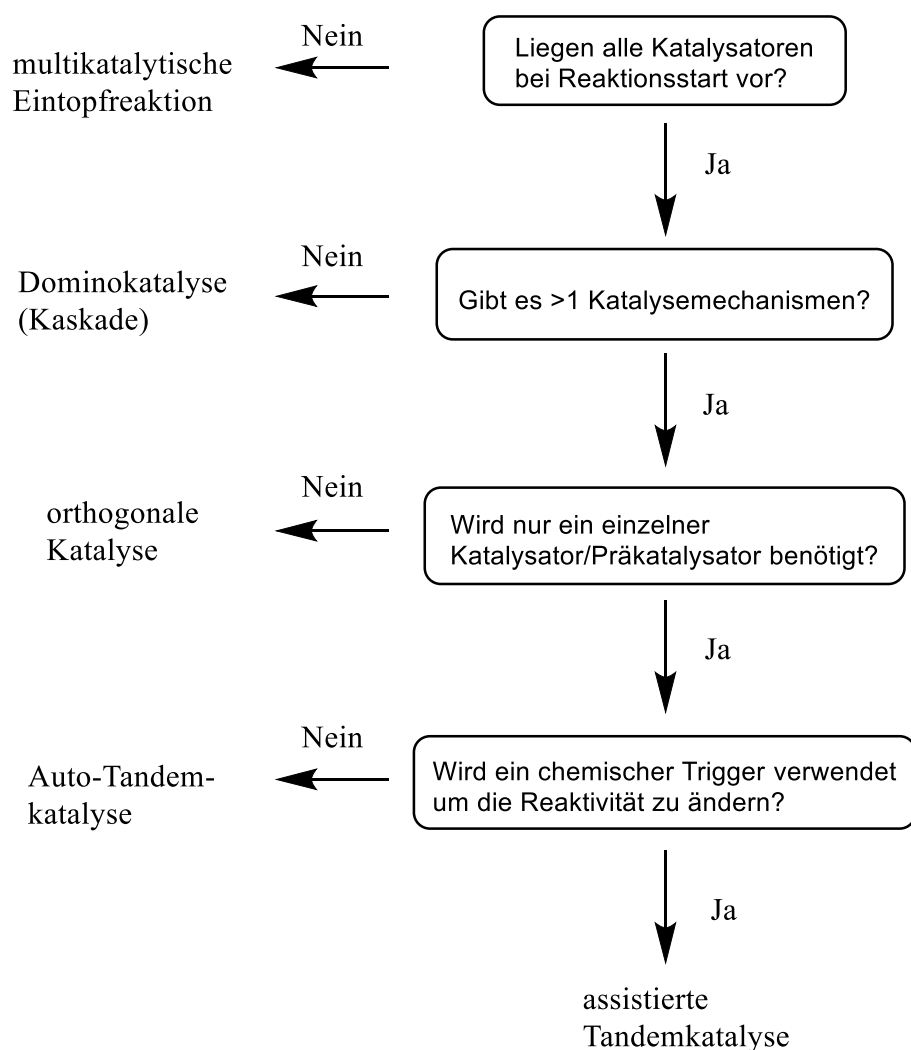 Nein
Liegen alle Katalysatoren
bei Reaktionsstart vor?
multikatalytische
Eintopfreaktion
Ja
Nein
Dominokatalyse
(Kaskade)
Gibt es >1 Katalysemechanismen?
Ja
Nein
orthogonale
Katalyse
Wird nur ein einzelner
Katalysator/Präkatalysator benötigt?
Ja
Nein
Auto-Tandem-
katalyse
Wird ein chemischer Trigger verwendet
um die Reaktivität zu ändern?
Ja
assistierte
Tandemkatalyse